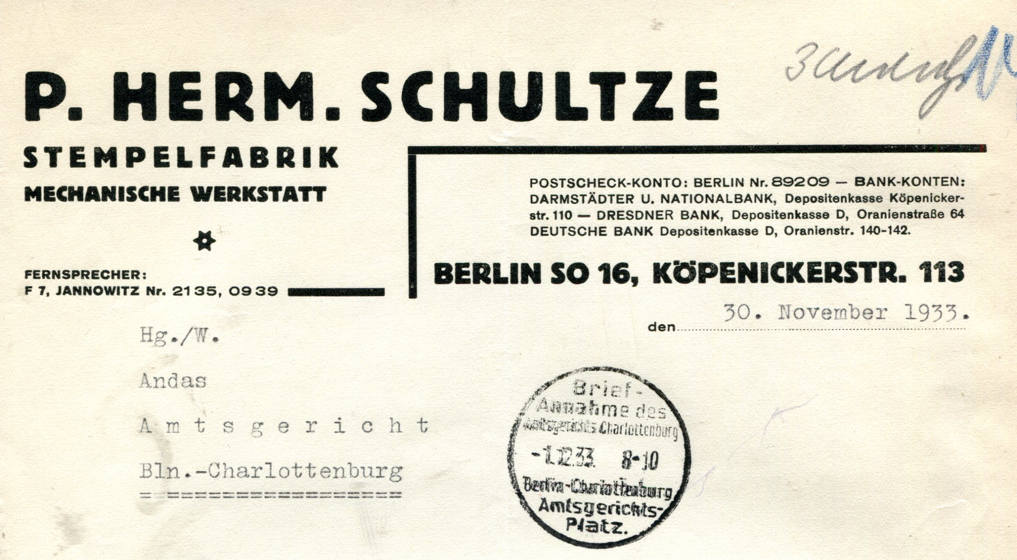 P. HERM. SCHULTZE
STEMPELFABRIK
MECHANISCHE WERKSTATT
FERNSPRECHER:
F 7, JANNOWITZ Nr. 2135, 0939
POSTSCHECK-KONTO: BERLIN Nr. 89209 — BANK-KONTEN:
DARMSTÄDTER U. NATIONALBANK, Depositenkasse Köpenicker-
str. 110 — DRESDNER BANK, Depositenkasse D, Oranienstraße 64
DEUTSCHE BANK Depositenkasse D, Oranienstr. 140-142.
BERLIN SO 16, KÖPENICKERSTR. 113
den 30. November 1933.
Hg./W.
Andas
Amtsgericht
Bln.-Charlottenburg
Brief-
Annahme des
Amtsgerichts Charlottenburg
-1.12.33. 8-10
Berlin-Charlottenburg
Amtsgerichts-
Platz.